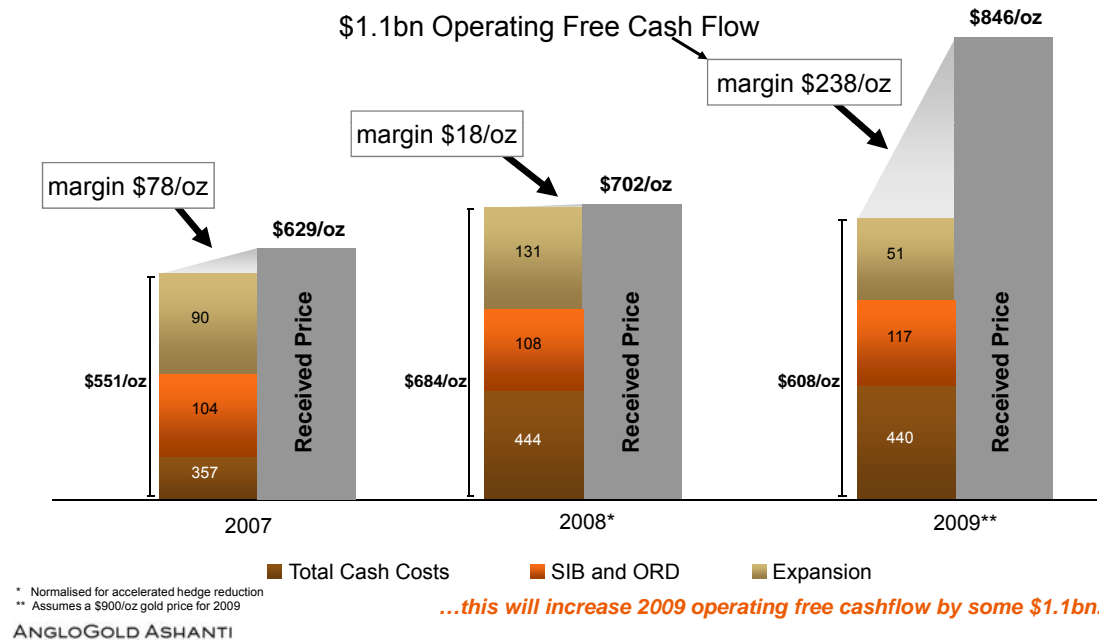 $1.1bn Operating Free Cash Flow
$846/oz
margin $238/oz
margin $18/oz
margin $78/oz
$702/oz
$629/oz
$551/oz
90
104
357
Received Price
$684/oz
131
108
444
Received Price
$608/oz
51
117
440
Received Price
2007
2008*
2009**
Total Cash Costs
SIB and ORD
Expansion
* Normalised for accelerated hedge reduction
** Assumes a $900/oz gold price for 2009
…this will increase 2009 operating free cashflow by some $1.1bn.
ANGLOGOLD ASHANTI